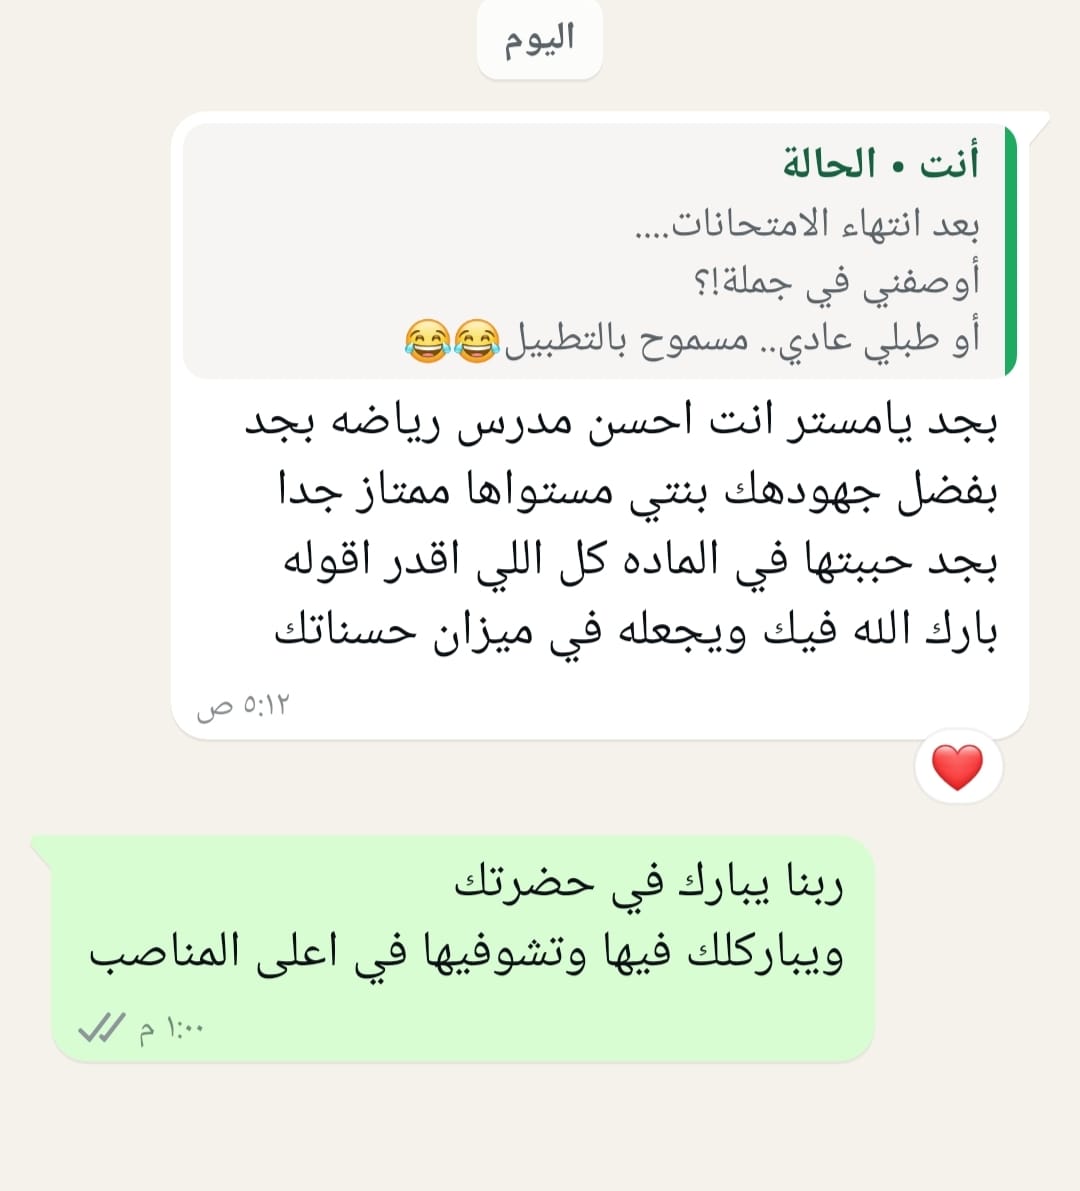 اليوم
أنت • الحالة
بعد انتهاء الامتحانات....
أوصفني في جملة!؟
أو طبلي عادي.. مسموح بالتطبيل😂😂
بجد يامستر انت احسن مدرس رياضه بجد
بفضل جهودهك بنتي مستواها ممتاز جدا
بجد حببتها في الماده كل اللي اقدر اقوله
بارك الله فيك ويجعله في ميزان حسناتك
٥:١٢ ص
❤️
ربنا يبارك في حضرتك
ويباركلك فيها وتشوفيها في اعلى المناصب
١:٠٠ م